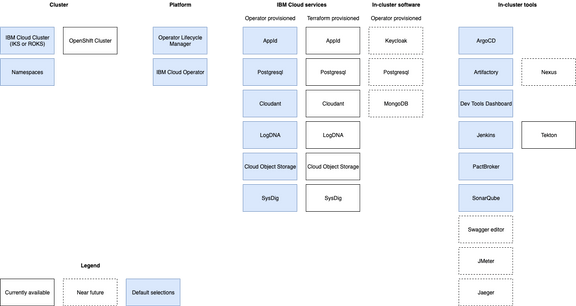 Cluster
Platform
IBM Cloud services
In-cluster software
In-cluster tools
Operator provisioned
Terraform provisioned
Operator provisioned
IBM Cloud Cluster
(IKS or ROKS)
OpenShift Cluster
Operator Lifecycle
Manager
AppId
AppId
Keycloak
ArgoCD
Namespaces
IBM Cloud Operator
Postgresql
Postgresql
Postgresql
Artifactory
Nexus
Cloudant
Cloudant
MongoDB
Dev Tools Dashboard
LogDNA
LogDNA
Jenkins
Tekton
Cloud Object Storage
Cloud Object Storage
PactBroker
SysDig
SysDig
SonarQube
Swagger editor
JMeter
Jaeger
Legend
Currently available
Near future
Default selections